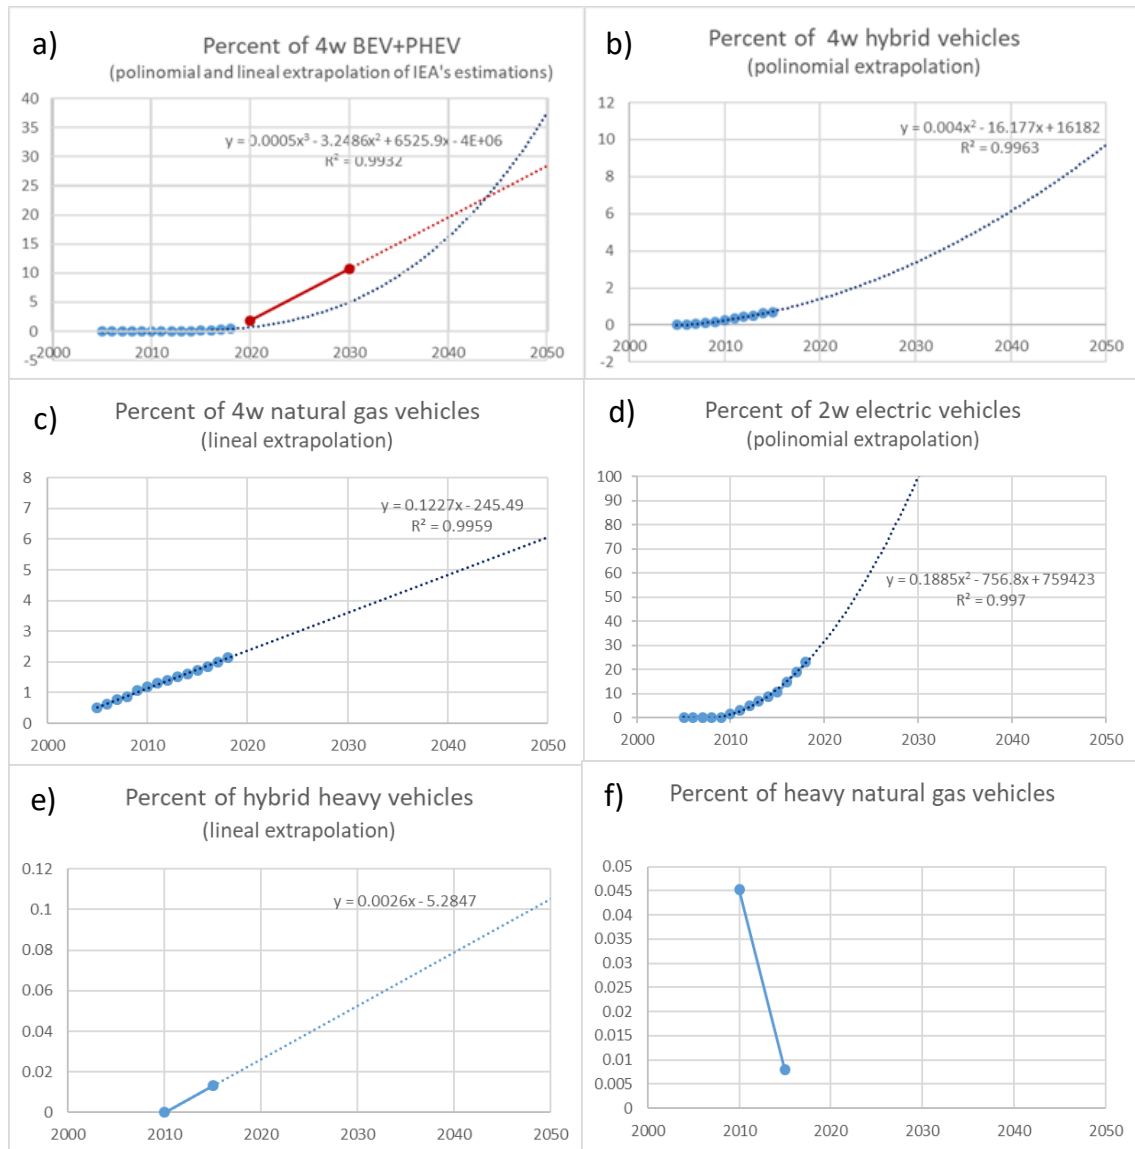 a)
Percent of 4w BEV+PHEV
(polinomial and lineal extrapolation of IEA's estimations)
40
35
30
25
20
15
10
5
0
-5
y = 0.0005x³ - 3.2486x² + 6525.9x - 4E+06
R² = 0.9932
2000 2010 2020 2030 2040 2050
b)
Percent of 4w hybrid vehicles
(polinomial extrapolation)
12
10
8
6
4
2
0
-2
y = 0.004x² - 16.177x + 16182
R² = 0.9963
2000 2010 2020 2030 2040 2050
c)
Percent of 4w natural gas vehicles
(lineal extrapolation)
8
7
6
5
4
3
2
1
0
y = 0.1227x - 245.49
R² = 0.9959
2000 2010 2020 2030 2040 2050
d)
Percent of 2w electric vehicles
(polinomial extrapolation)
100
90
80
70
60
50
40
30
20
10
0
y = 0.1885x² - 756.8x + 759423
R² = 0.997
2000 2010 2020 2030 2040 2050
e)
Percent of hybrid heavy vehicles
(lineal extrapolation)
0.12
0.1
0.08
0.06
0.04
0.02
0
y = 0.0026x - 5.2847
2000 2010 2020 2030 2040 2050
f)
Percent of heavy natural gas vehicles
0.05
0.045
0.04
0.035
0.03
0.025
0.02
0.015
0.01
0.005
0
2000 2010 2020 2030 2040 2050